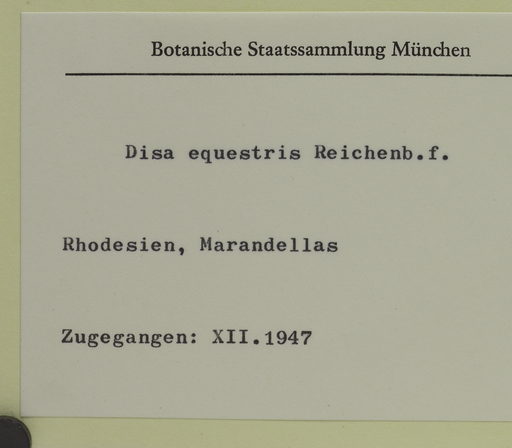 Botanische Staatssammlung München
Disa equestris Reichenb.f.
Rhodesien, Marandellas
Zugegangen: XII.1947